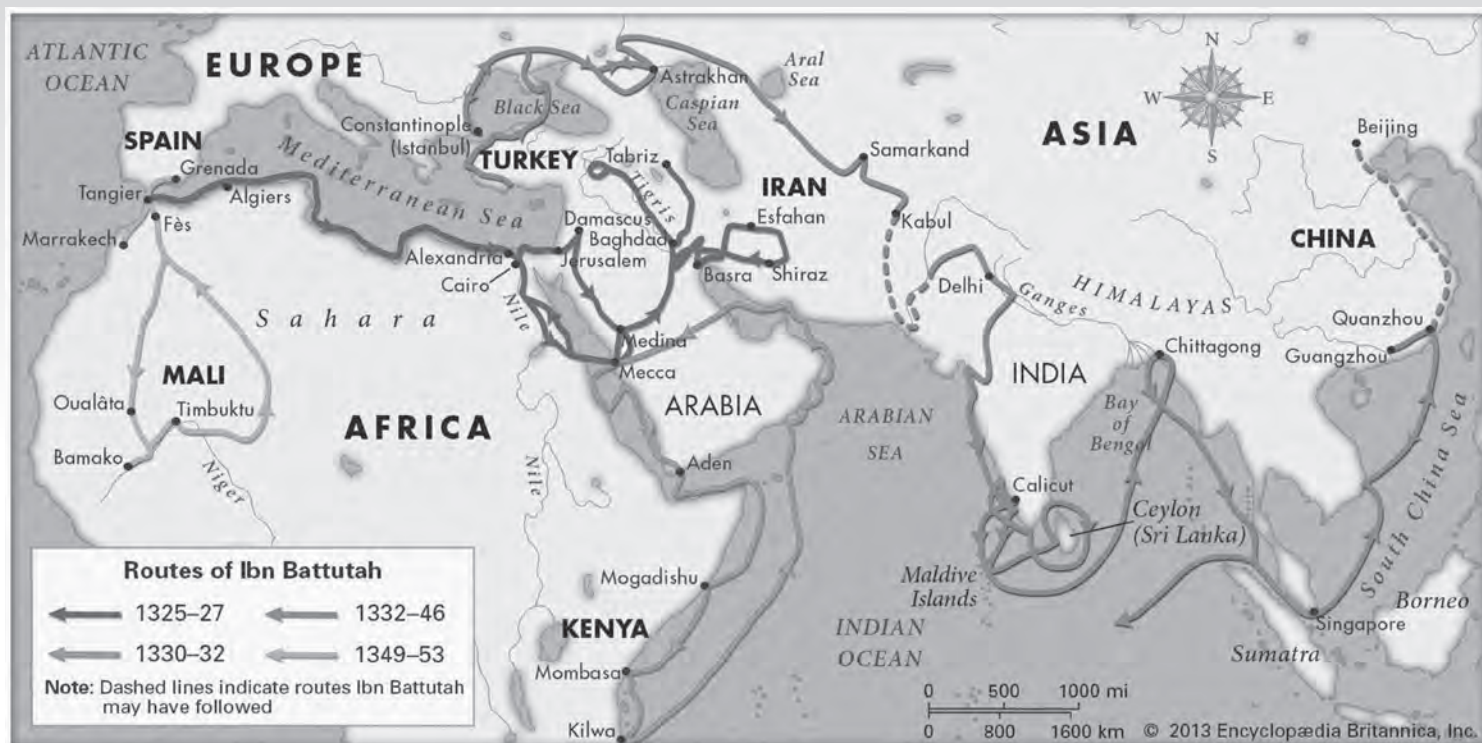 ATLANTIC
OCEAN
EUROPE
SPAIN
Grenada
Tangier
Algiers
Fès
Marrakech
Mediterranean Sea
Constantinople
(Istanbul)
Black Sea
TURKEY
Astrakhan
Caspian
Sea
Aral
Sea
ASIA
N
W E
S
Tabriz
Tigris
IRAN
Samarkand
Esfahan
Kabul
Damascus
Baghdad
Jerusalem
Alexandria
Cairo
Basra
Shiraz
Beijing
CHINA
Delhi
Ganges
HIMALAYAS
Quanzhou
Guangzhou
Chittagong
Sahara
Nile
Medina
Mecca
MALI
Oualâta
Timbuktu
Bamako
Niger
AFRICA
ARABIA
Nile
Aden
ARABIAN
SEA
INDIA
Bay
of
Bengal
Calicut
Ceylon
(Sri Lanka)
Maldive
Islands
South China Sea
Borneo
Singapore
Sumatra
Mogadishu
KENYA
Mombasa
Kilwa
INDIAN
OCEAN
Routes of Ibn Battutah
1325–27 1332–46
1330–32 1349–53
Note: Dashed lines indicate routes Ibn Battutah
may have followed
0 500 1000 mi
0 800 1600 km © 2013 Encyclopædia Britannica, Inc.